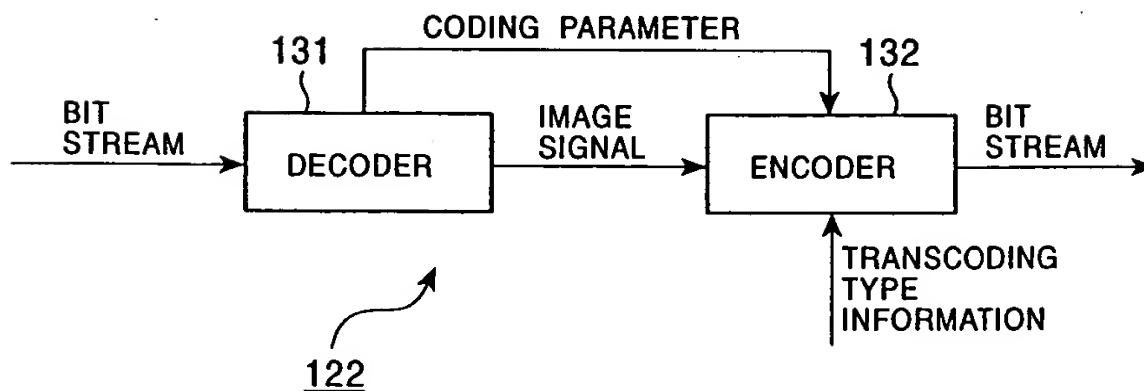 CODING PARAMETER
131
132
BIT
STREAM
DECODER
IMAGE
SIGNAL
ENCODER
BIT
STREAM
TRANSCODING
TYPE
INFORMATION
122